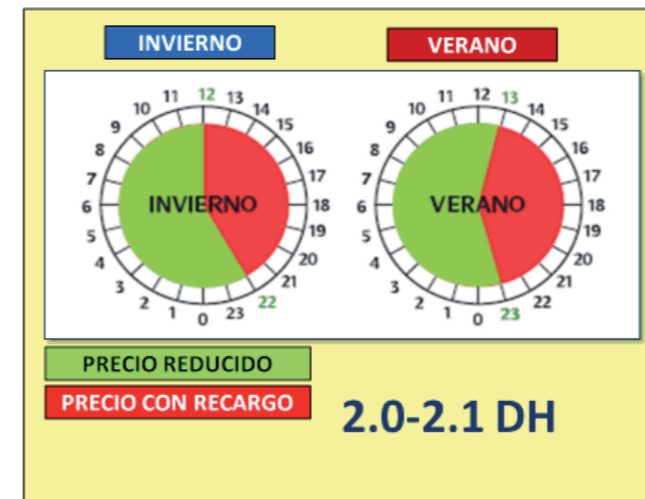 INVIERNO
VERANO
0 1 2 3 4 5 6 7 8 9 10 11 12 13 14 15 16 17 18 19 20 21 22 23
INVIERNO
0 1 2 3 4 5 6 7 8 9 10 11 12 13 14 15 16 17 18 19 20 21 22 23
VERANO
PRECIO REDUCIDO
PRECIO CON RECARGO
2.0-2.1 DH